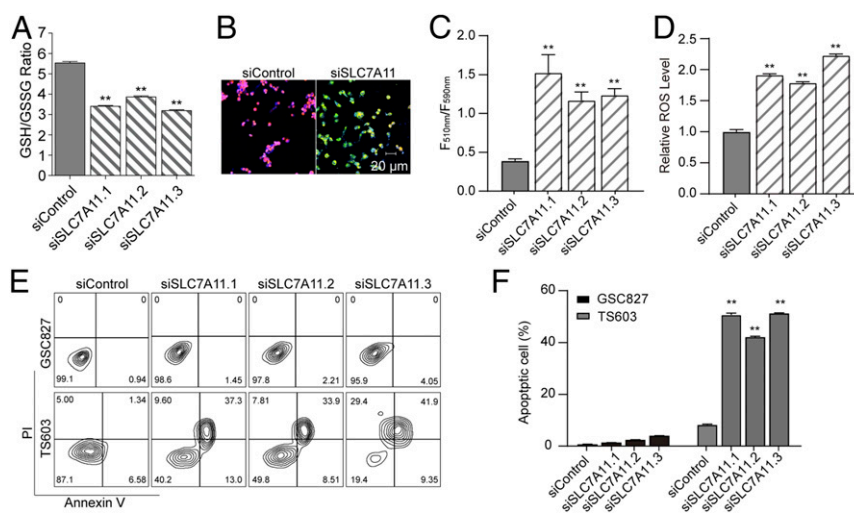 A
GSH/GSSG Ratio
7
6
5
4
3
2
1
0
**
**
**
siControl
siSLC7A11.1
siSLC7A11.2
siSLC7A11.3
B
siControl
siSLC7A11
20 μm
C
F510nm/F590nm
2.0
1.5
1.0
0.5
0.0
**
**
**
siControl
siSLC7A11.1
siSLC7A11.2
siSLC7A11.3
D
Relative ROS Level
2.5
2.0
1.5
1.0
0.5
0.0
**
**
**
siControl
siSLC7A11.1
siSLC7A11.2
siSLC7A11.3
E
siControl
siSLC7A11.1
siSLC7A11.2
siSLC7A11.3
GSC827
0 0 0 0 0 0 0 0
99.1 0.94 98.6 1.45 97.8 2.21 95.9 4.05
TS603
5.00 1.34 9.60 37.3 7.81 33.9 29.4 41.9
87.1 6.58 40.2 13.0 49.8 8.51 19.4 9.35
PI
Annexin V
F
Apoptptic cell (%)
60
40
20
0
GSC827
TS603
**
**
**
siControl
siSLC7A11.1
siSLC7A11.2
siSLC7A11.3
siControl
siSLC7A11.1
siSLC7A11.2
siSLC7A11.3